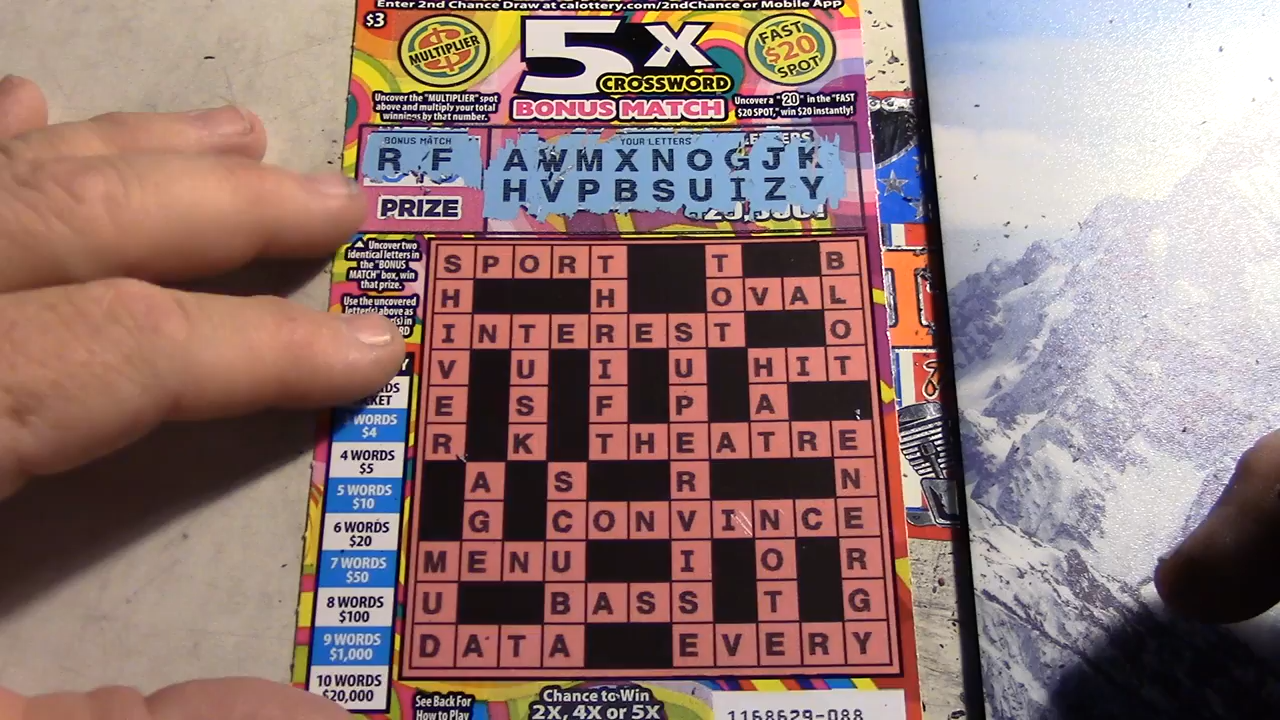 Enter 2nd Chance Draw at calottery.com/2ndChance or Mobile App
$3
MULTIPLIER
5X
CROSSWORD
BONUS MATCH
FAST
$20
SPOT
Uncover the "MULTIPLIER" spot
above and multiply your total
winnings by that number.
Uncover a "20" in the "FAST
$20 SPOT," win $20 instantly!
BONUS MATCH
R F
PRIZE
YOUR LETTERS
A W M X N O G J K
H V P B S U I Z Y
Uncover two
identical letters in
the "BONUS
MATCH" box, win
that prize.
Use the uncovered
above as
in
S P O R T T B
H H O V A L
I N T E R E S T O
V U I U H I T
E S F P A
R K T H E A T R E
A S R N
G C O N V I N C E
M E N U I O R
U B A S S T G
D A T A E V E R Y
WORDS
$4
4 WORDS
$5
5 WORDS
$10
6 WORDS
$20
7 WORDS
$50
8 WORDS
$100
9 WORDS
$1,000
10 WORDS
$20,000
See Back For
How to Play
Chance to Win
2X, 4X or 5X
1168629-088